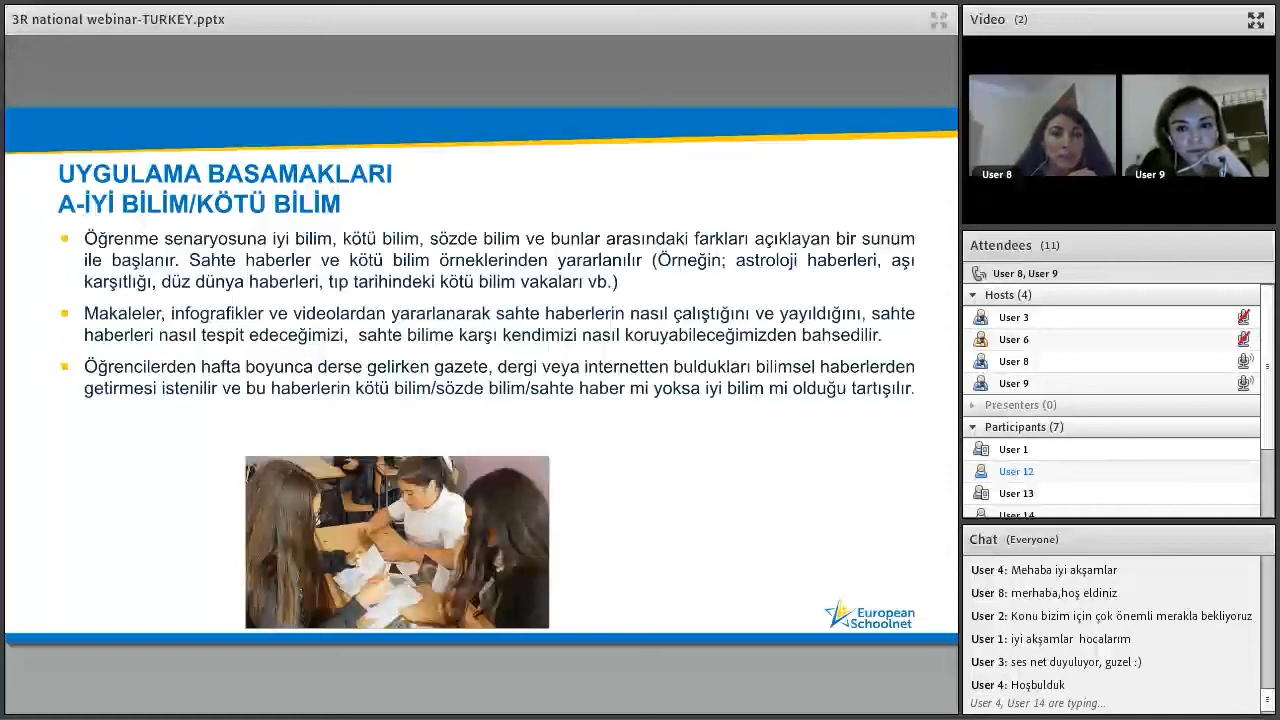 3R national webinar-TURKEY.pptx
UYGULAMA BASAMAKLARI
A-İYİ BİLİM/KÖTÜ BİLİM
Öğrenme senaryosuna iyi bilim, kötü bilim, sözde bilim ve bunlar arasındaki farkları açıklayan bir sunum
ile başlanır. Sahte haberler ve kötü bilim örneklerinden yararlanılır (Örneğin; astroloji haberleri, aşı
karşıtlığı, düz dünya haberleri, tıp tarihindeki kötü bilim vakaları vb.)
Makaleler, infografikler ve videolardan yararlanarak sahte haberlerin nasıl çalıştığını ve yayıldığını, sahte
haberleri nasıl tespit edeceğimizi, sahte bilime karşı kendimizi nasıl koruyabileceğimizden bahsedilir.
Öğrencilerden hafta boyunca derse gelirken gazete, dergi veya internetten buldukları bilimsel haberlerden
getirmesi istenilir ve bu haberlerin kötü bilim/sözde bilim/sahte haber mi yoksa iyi bilim mi olduğu tartışılır.
European
Schoolnet
Video (2)
User 8
User 9
Attendees (11)
User 8, User 9
Hosts (4)
User 3
User 6
User 8
User 9
Presenters (0)
Participants (7)
User 1
User 12
User 13
User 14
Chat (Everyone)
User 4: Mehaba iyi akşamlar
User 8: merhaba,hoş eldiniz
User 2: Konu bizim için çok önemli merakla bekliyoruz
User 1: iyi akşamlar hocalarım
User 3: ses net duyuluyor, guzel :)
User 4: Hoşbulduk
User 4, User 14 are typing...